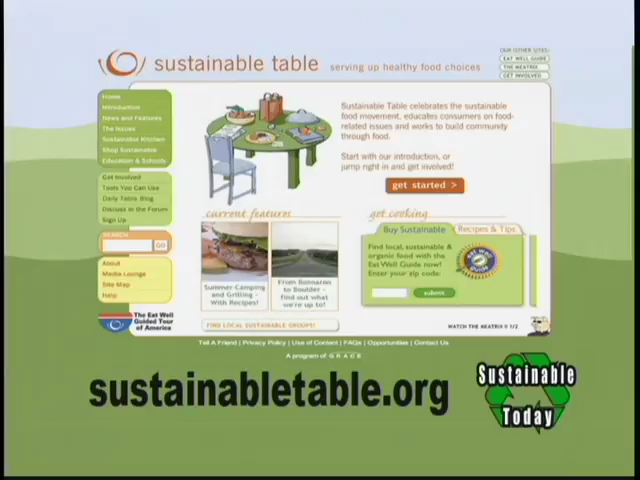 OUR OTHER SITES:
EAT WELL GUIDE
THE MEATRIX
GET INVOLVED
sustainable table serving up healthy food choices
Home
Introduction
News and Features
The Issues
Sustainable Kitchen
Shop Sustainable
Education & Schools
Get Involved
Tools You Can Use
Daily Table Blog
Discuss in the Forum
Sign Up
SEARCH
GO
About
Media Lounge
Site Map
Help
The Eat Well
Guided Tour
of America
Sustainable Table celebrates the sustainable
food movement, educates consumers on food-
related issues and works to build community
through food.
Start with our introduction, or
jump right in and get involved!
get started >
current features
Summer-Camping
and Grilling -
With Recipes!
From Bonnaroo
to Boulder -
find out what
we're up to!
FIND LOCAL SUSTAINABLE GROUPS!
get cooking
Buy Sustainable
Recipes & Tips
Find local, sustainable &
organic food with the
Eat Well Guide now!
Enter your zip code:
submit
EAT WELL
Guide
WATCH THE MEATRIX II 1/2
Tell A Friend | Privacy Policy | Use of Content | FAQs | Opportunities | Contact Us
A program of GRACE
sustainabletable.org
Sustainable
Today